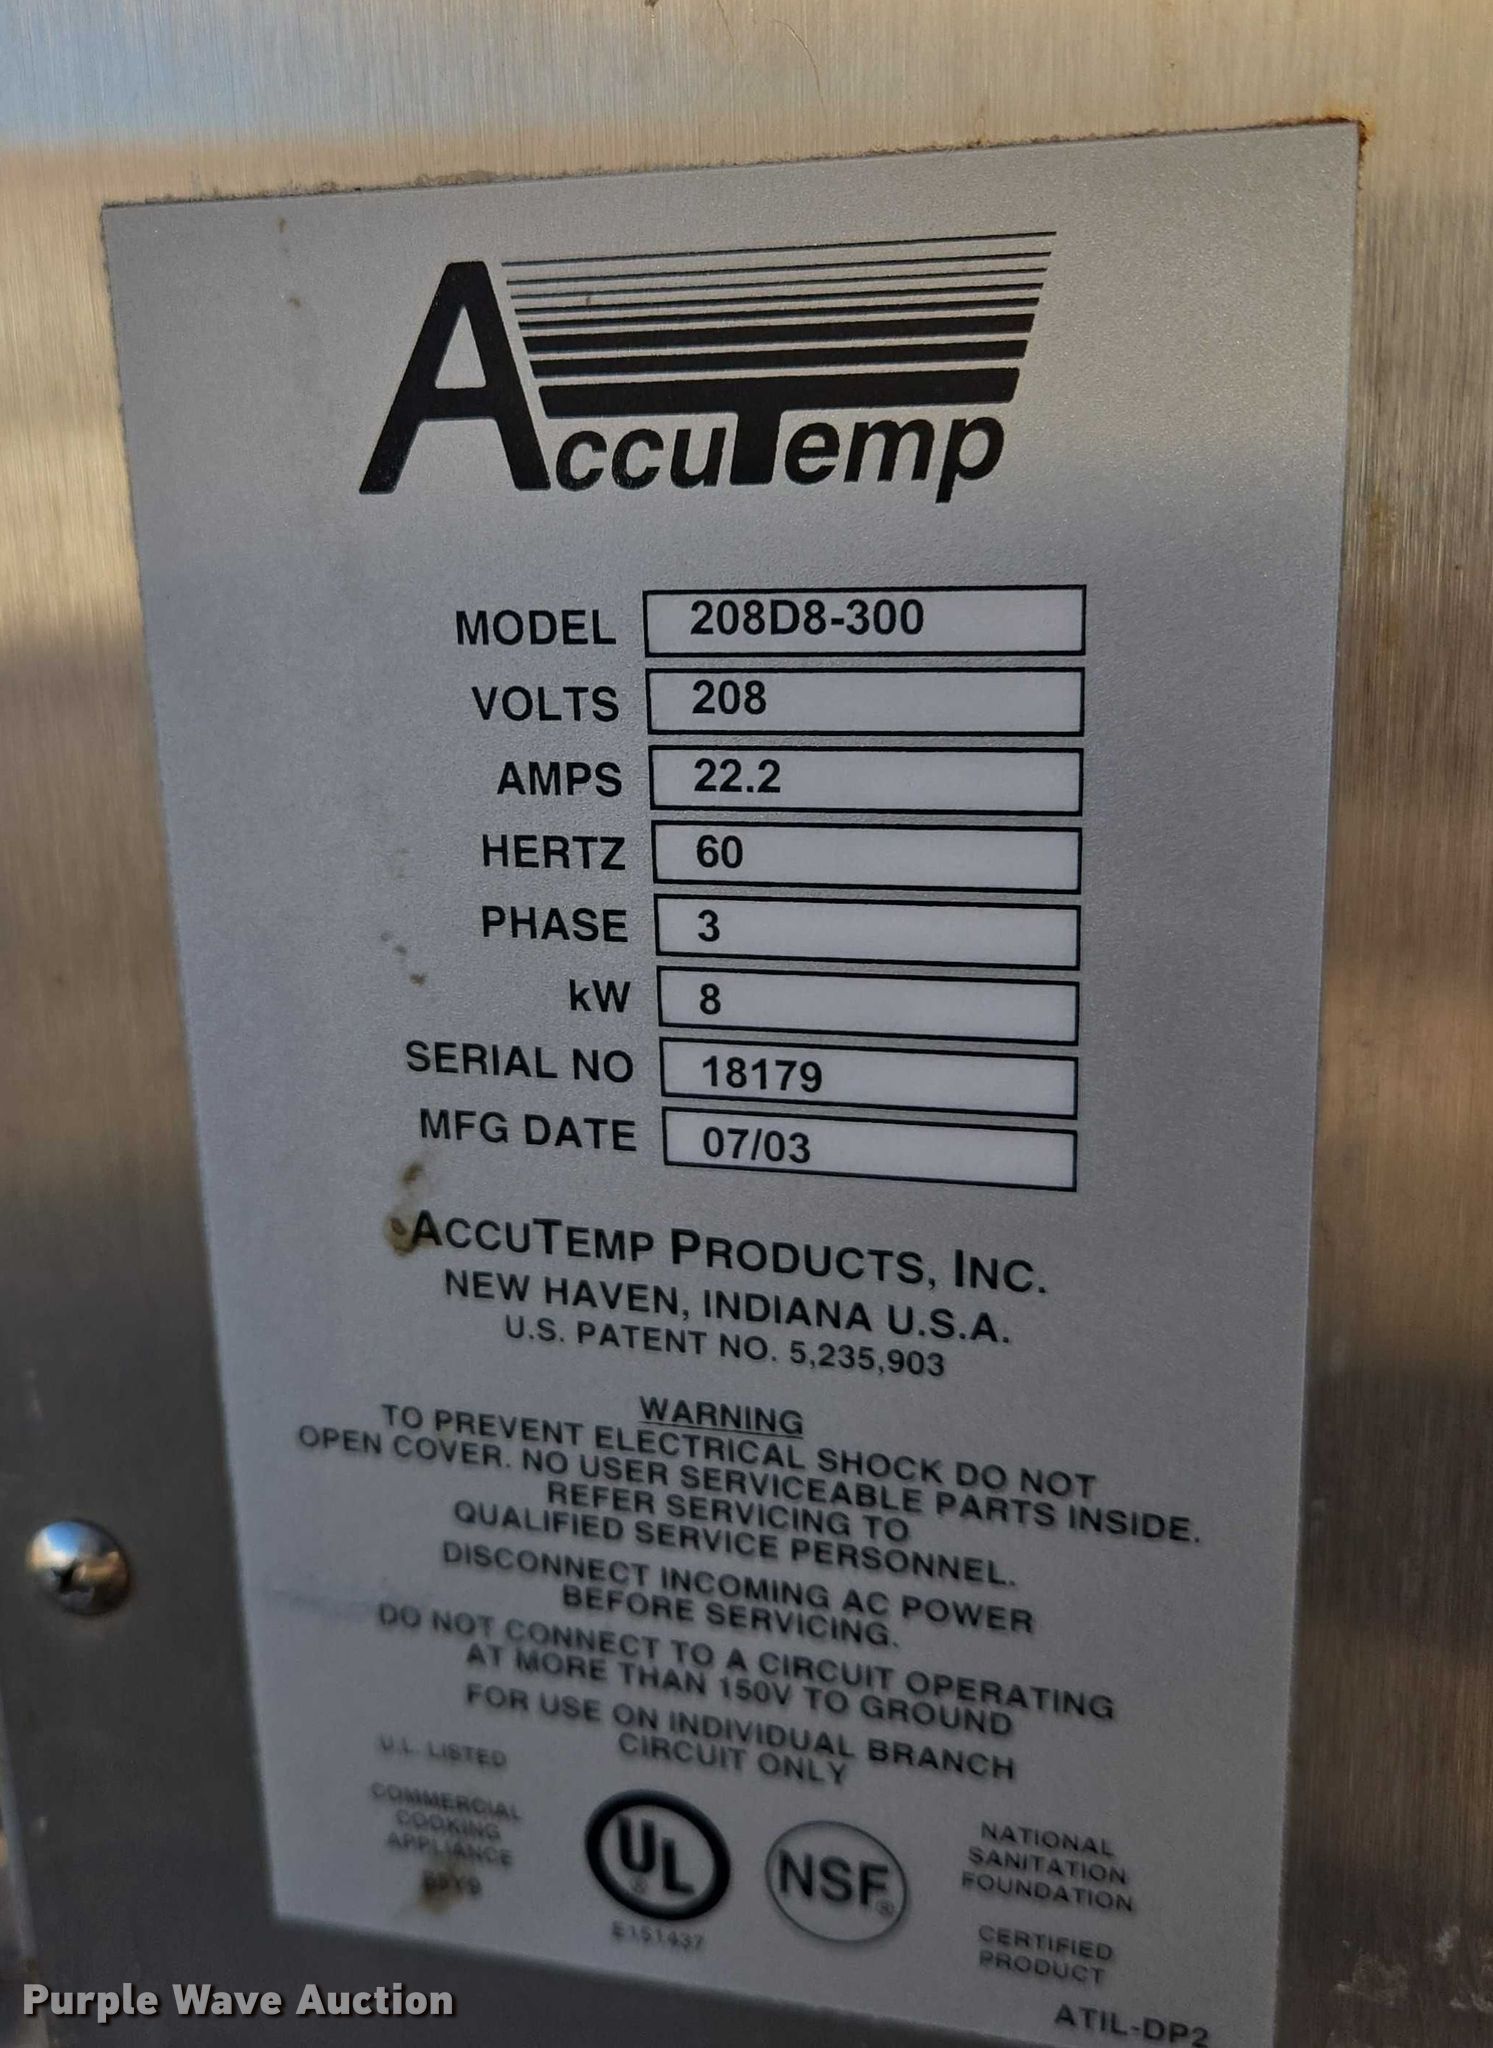 AccuTemp
MODEL 208D8-300
VOLTS 208
AMPS 22.2
HERTZ 60
PHASE 3
kW 8
SERIAL NO 18179
MFG DATE 07/03
ACCUTEMP PRODUCTS, INC.
NEW HAVEN, INDIANA U.S.A.
U.S. PATENT NO. 5,235,903
WARNING
TO PREVENT ELECTRICAL SHOCK DO NOT
OPEN COVER. NO USER SERVICEABLE PARTS INSIDE.
REFER SERVICING TO
QUALIFIED SERVICE PERSONNEL.
DISCONNECT INCOMING AC POWER
BEFORE SERVICING.
DO NOT CONNECT TO A CIRCUIT OPERATING
AT MORE THAN 150V TO GROUND
FOR USE ON INDIVIDUAL BRANCH
CIRCUIT ONLY
U.L. LISTED
COMMERCIAL
COOKING
APPLIANCE
UL ®
E151437
NSF®
NATIONAL
SANITATION
FOUNDATION
CERTIFIED
PRODUCT
ATIL-DP2
Purple Wave Auction